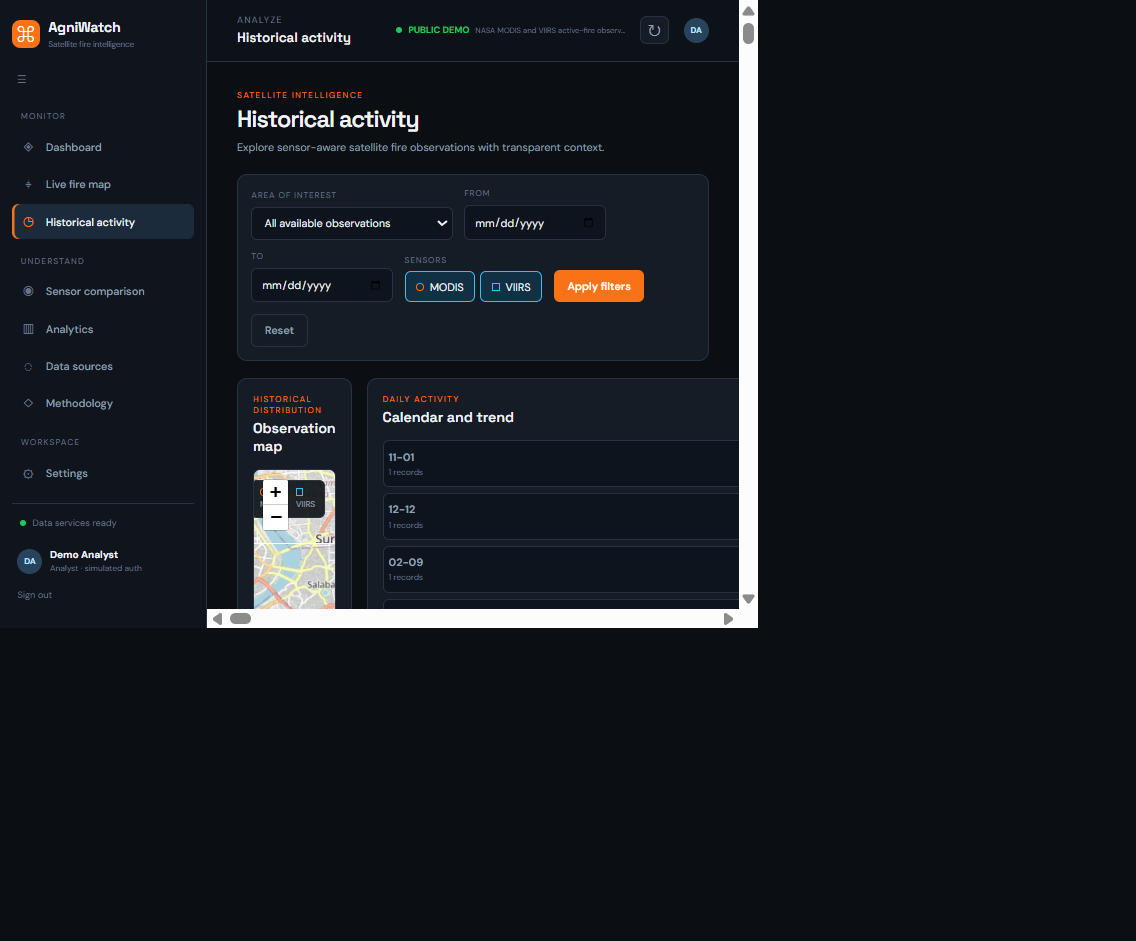 AgniWatch
Satellite fire intelligence
MONITOR
Dashboard
Live fire map
Historical activity
UNDERSTAND
Sensor comparison
Analytics
Data sources
Methodology
WORKSPACE
Settings
Data services ready
DA
Demo Analyst
Analyst · simulated auth
Sign out
ANALYZE
Historical activity
PUBLIC DEMO NASA MODIS and VIIRS active-fire observ...
DA
SATELLITE INTELLIGENCE
Historical activity
Explore sensor-aware satellite fire observations with transparent context.
AREA OF INTEREST
All available observations
FROM
mm/dd/yyyy
TO
mm/dd/yyyy
SENSORS
MODIS
VIIRS
Apply filters
Reset
HISTORICAL
DISTRIBUTION
Observation
map
+
−
VIIRS
Sur
Salaba
DAILY ACTIVITY
Calendar and trend
11-01
1 records
12-12
1 records
02-09
1 records